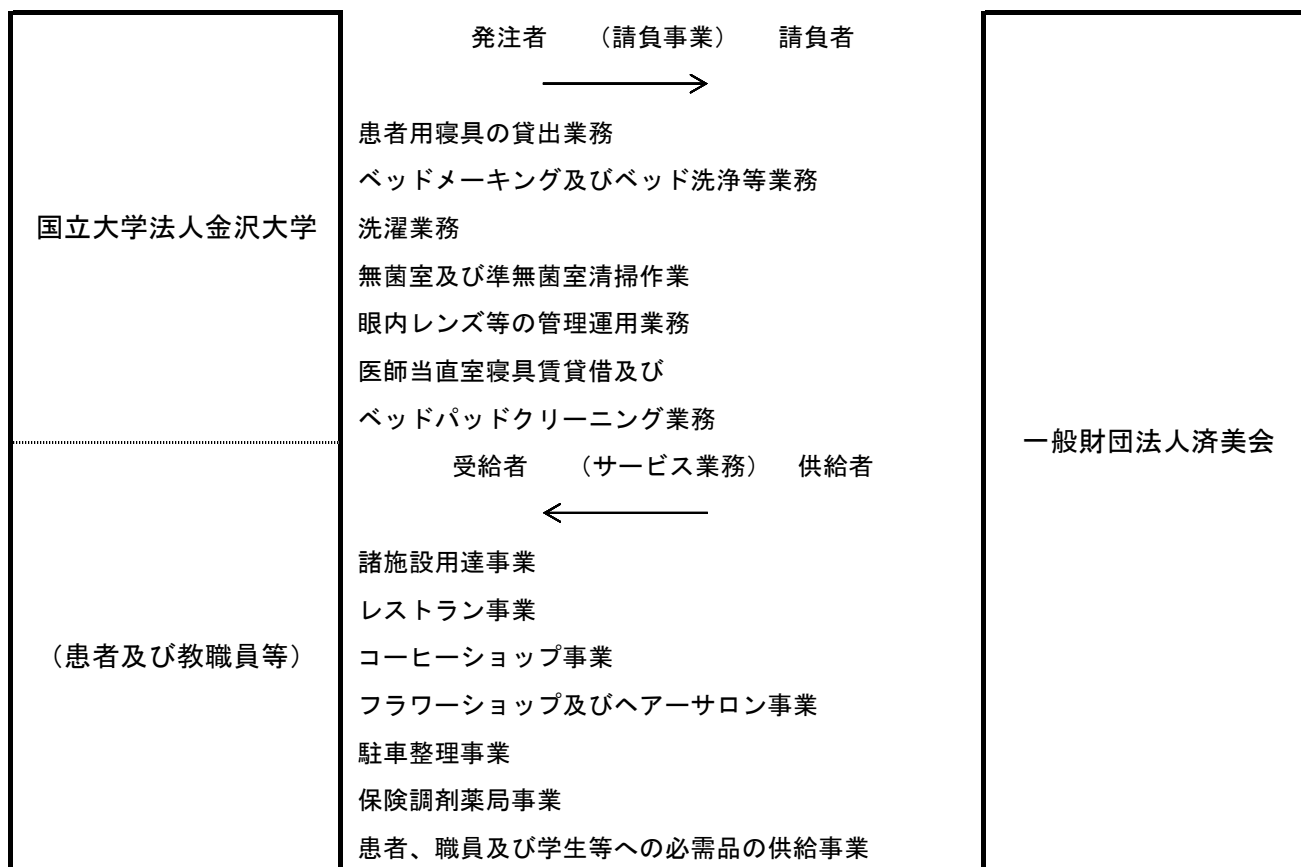 発注者 （請負事業） 請負者
患者用寝具の貸出業務
ベッドメーキング及びベッド洗浄等業務
国立大学法人金沢大学
洗濯業務
無菌室及び準無菌室清掃作業
眼内レンズ等の管理運用業務
医師当直室寝具賃貸借及び
ベッドパッドクリーニング業務
一般財団法人済美会
受給者 （サービス業務） 供給者
諸施設用達事業
レストラン事業
（患者及び教職員等）
コーヒーショップ事業
フラワーショップ及びヘアーサロン事業
駐車整理事業
保険調剤薬局事業
患者、職員及び学生等への必需品の供給事業